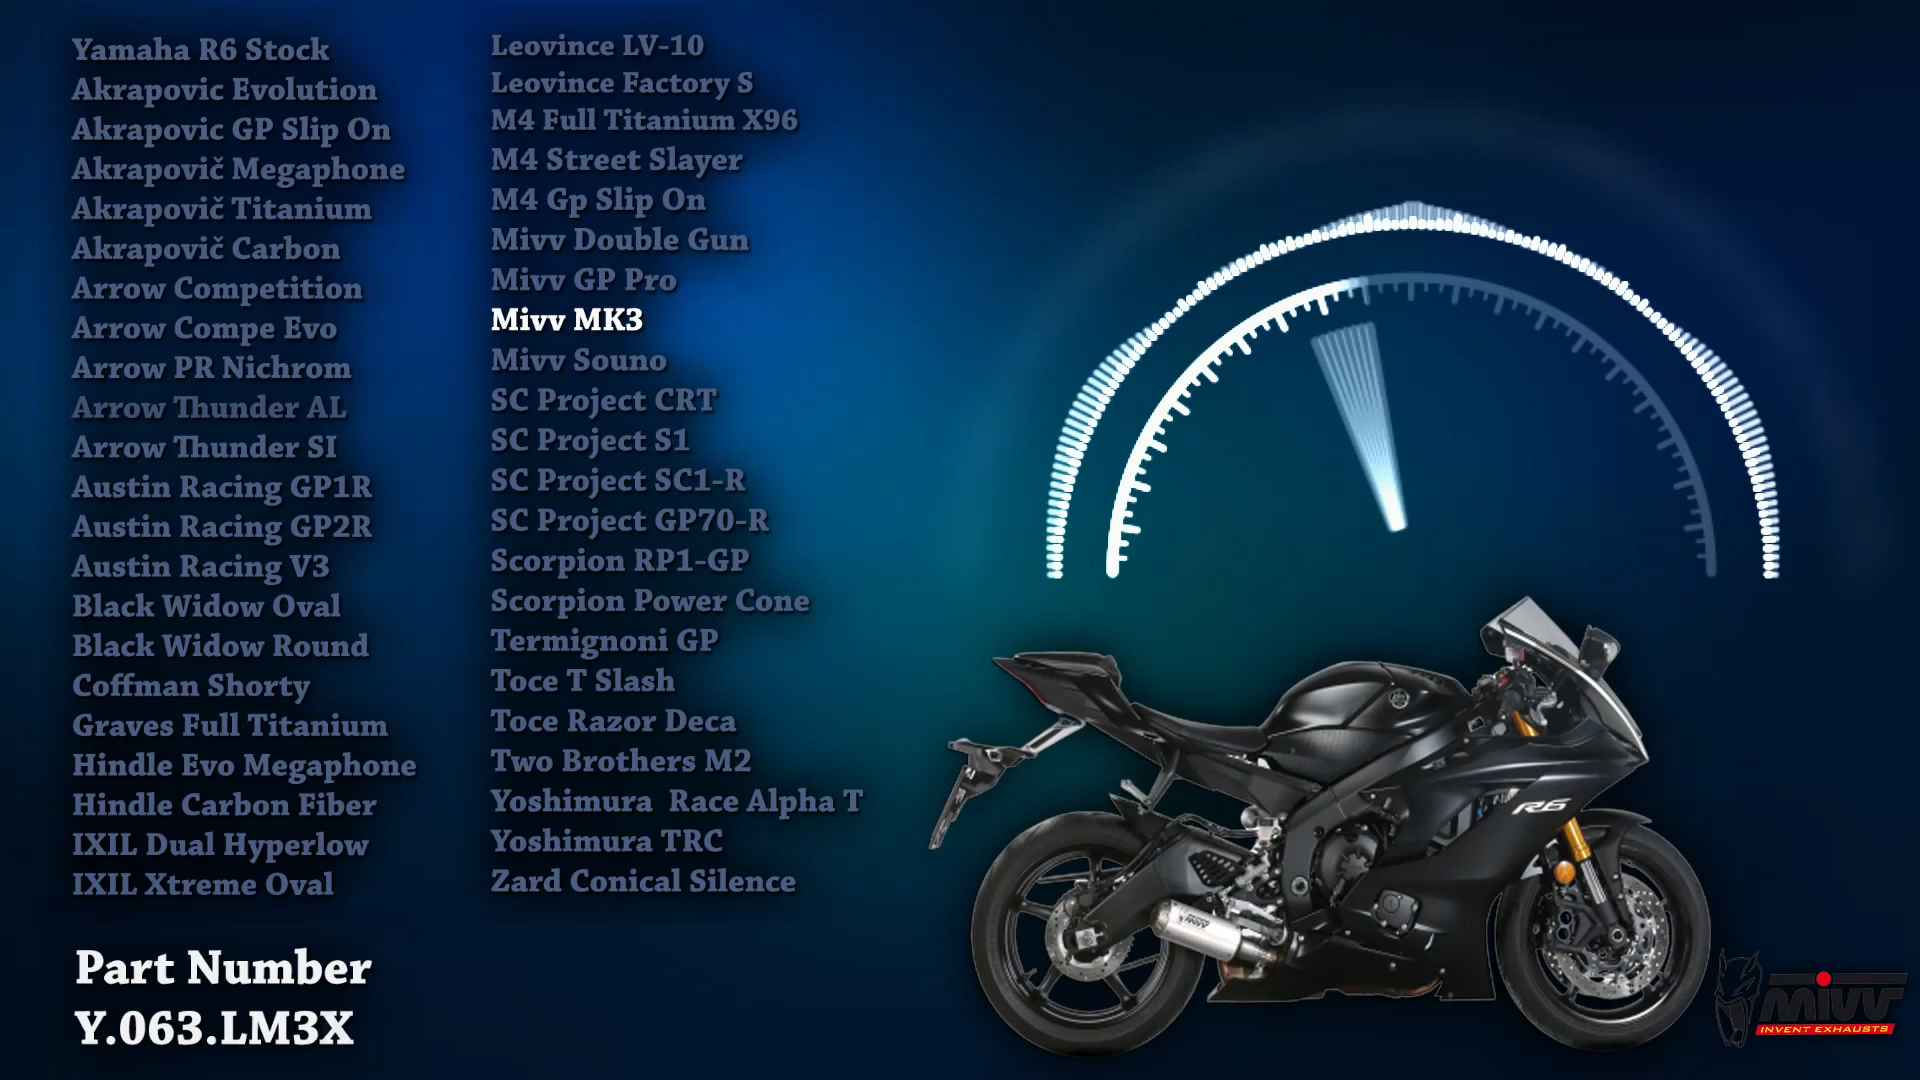 Yamaha R6 Stock
Akrapovic Evolution
Akrapovic GP Slip On
Akrapovič Megaphone
Akrapovič Titanium
Akrapovič Carbon
Arrow Competition
Arrow Compe Evo
Arrow PR Nichrom
Arrow Thunder AL
Arrow Thunder SI
Austin Racing GP1R
Austin Racing GP2R
Austin Racing V3
Black Widow Oval
Black Widow Round
Coffman Shorty
Graves Full Titanium
Hindle Evo Megaphone
Hindle Carbon Fiber
IXIL Dual Hyperlow
IXIL Xtreme Oval
Leovince LV-10
Leovince Factory S
M4 Full Titanium X96
M4 Street Slayer
M4 Gp Slip On
Mivv Double Gun
Mivv GP Pro
Mivv MK3
Mivv Souno
SC Project CRT
SC Project S1
SC Project SC1-R
SC Project GP70-R
Scorpion RP1-GP
Scorpion Power Cone
Termignoni GP
Toce T Slash
Toce Razor Deca
Two Brothers M2
Yoshimura  Race Alpha T
Yoshimura TRC
Zard Conical Silence
Part Number
Y.063.LM3X
R6
mivv
mivv
INVENT EXHAUSTS